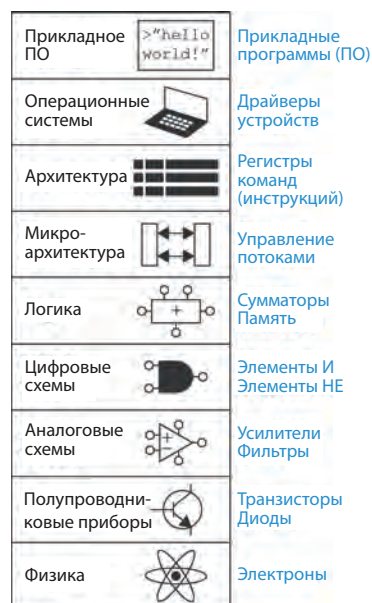 Прикладное
ПО
>"hello
world!"
Прикладные
программы (ПО)
Операционные
системы
Драйверы
устройств
Архитектура
Регистры
команд
(инструкций)
Микро-
архитектура
Управление
потоками
Логика
+
Сумматоры
Память
Цифровые
схемы
Элементы И
Элементы НЕ
Аналоговые
схемы
+
–
Усилители
Фильтры
Полупроводни-
ковые приборы
Транзисторы
Диоды
Физика
Электроны